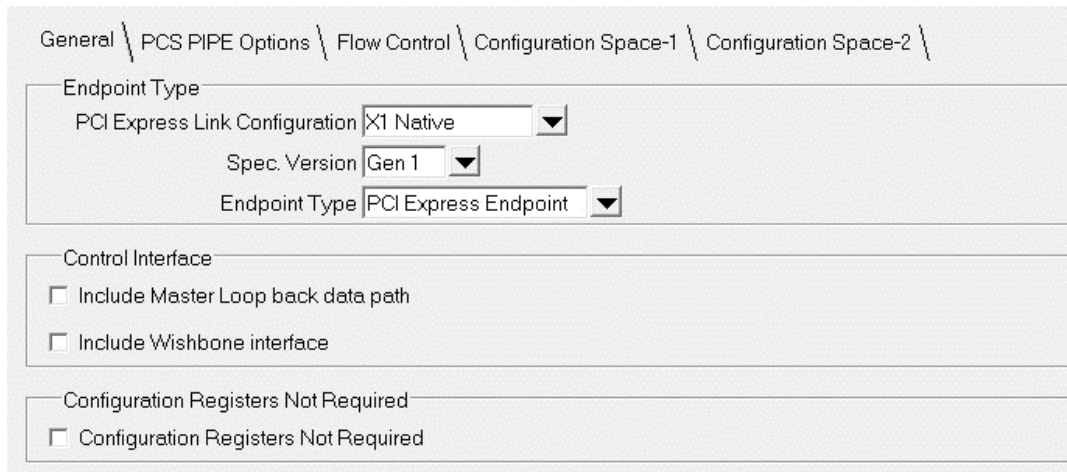 General \ PCS PIPE Options \ Flow Control \ Configuration Space-1 \ Configuration Space-2 \
Endpoint Type
PCI Express Link Configuration X1 Native
Spec. Version Gen 1
Endpoint Type PCI Express Endpoint
Control Interface
Include Master Loop back data path
Include Wishbone interface
Configuration Registers Not Required
Configuration Registers Not Required